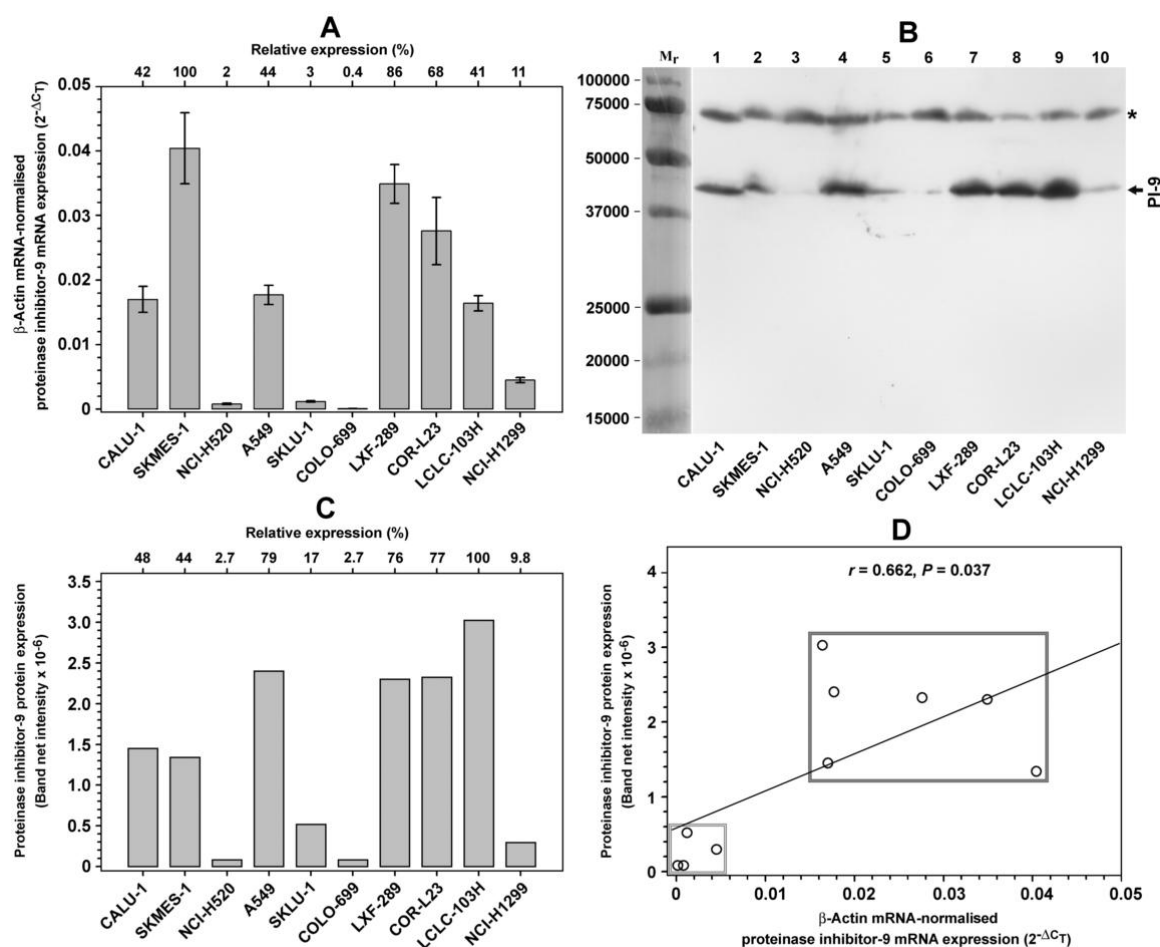 A
Relative expression (%)
42 100 2 44 3 0.4 86 68 41 11
β-Actin mRNA-normalised
proteinase inhibitor-9 mRNA expression (2-ΔCT)
0.05
0.04
0.03
0.02
0.01
0
CALU-1 SKMES-1 NCI-H520 A549 SKLU-1 COLO-699 LXF-289 COR-L23 LCLC-103H NCI-H1299
B
Mr 1 2 3 4 5 6 7 8 9 10
100000
75000
50000
37000
25000
20000
15000
*
PI-9
CALU-1 SKMES-1 NCI-H520 A549 SKLU-1 COLO-699 LXF-289 COR-L23 LCLC-103H NCI-H1299
C
Relative expression (%)
48 44 2.7 79 17 2.7 76 77 100 9.8
Proteinase inhibitor-9 protein expression
(Band net intensity x 10-6)
3.5
3.0
2.5
2.0
1.5
1.0
0.5
0
CALU-1 SKMES-1 NCI-H520 A549 SKLU-1 COLO-699 LXF-289 COR-L23 LCLC-103H NCI-H1299
D
r = 0.662, P = 0.037
Proteinase inhibitor-9 protein expression
(Band net intensity x 10-6)
4
3
2
1
0
0 0.01 0.02 0.03 0.04 0.05
β-Actin mRNA-normalised
proteinase inhibitor-9 mRNA expression (2-ΔCT)